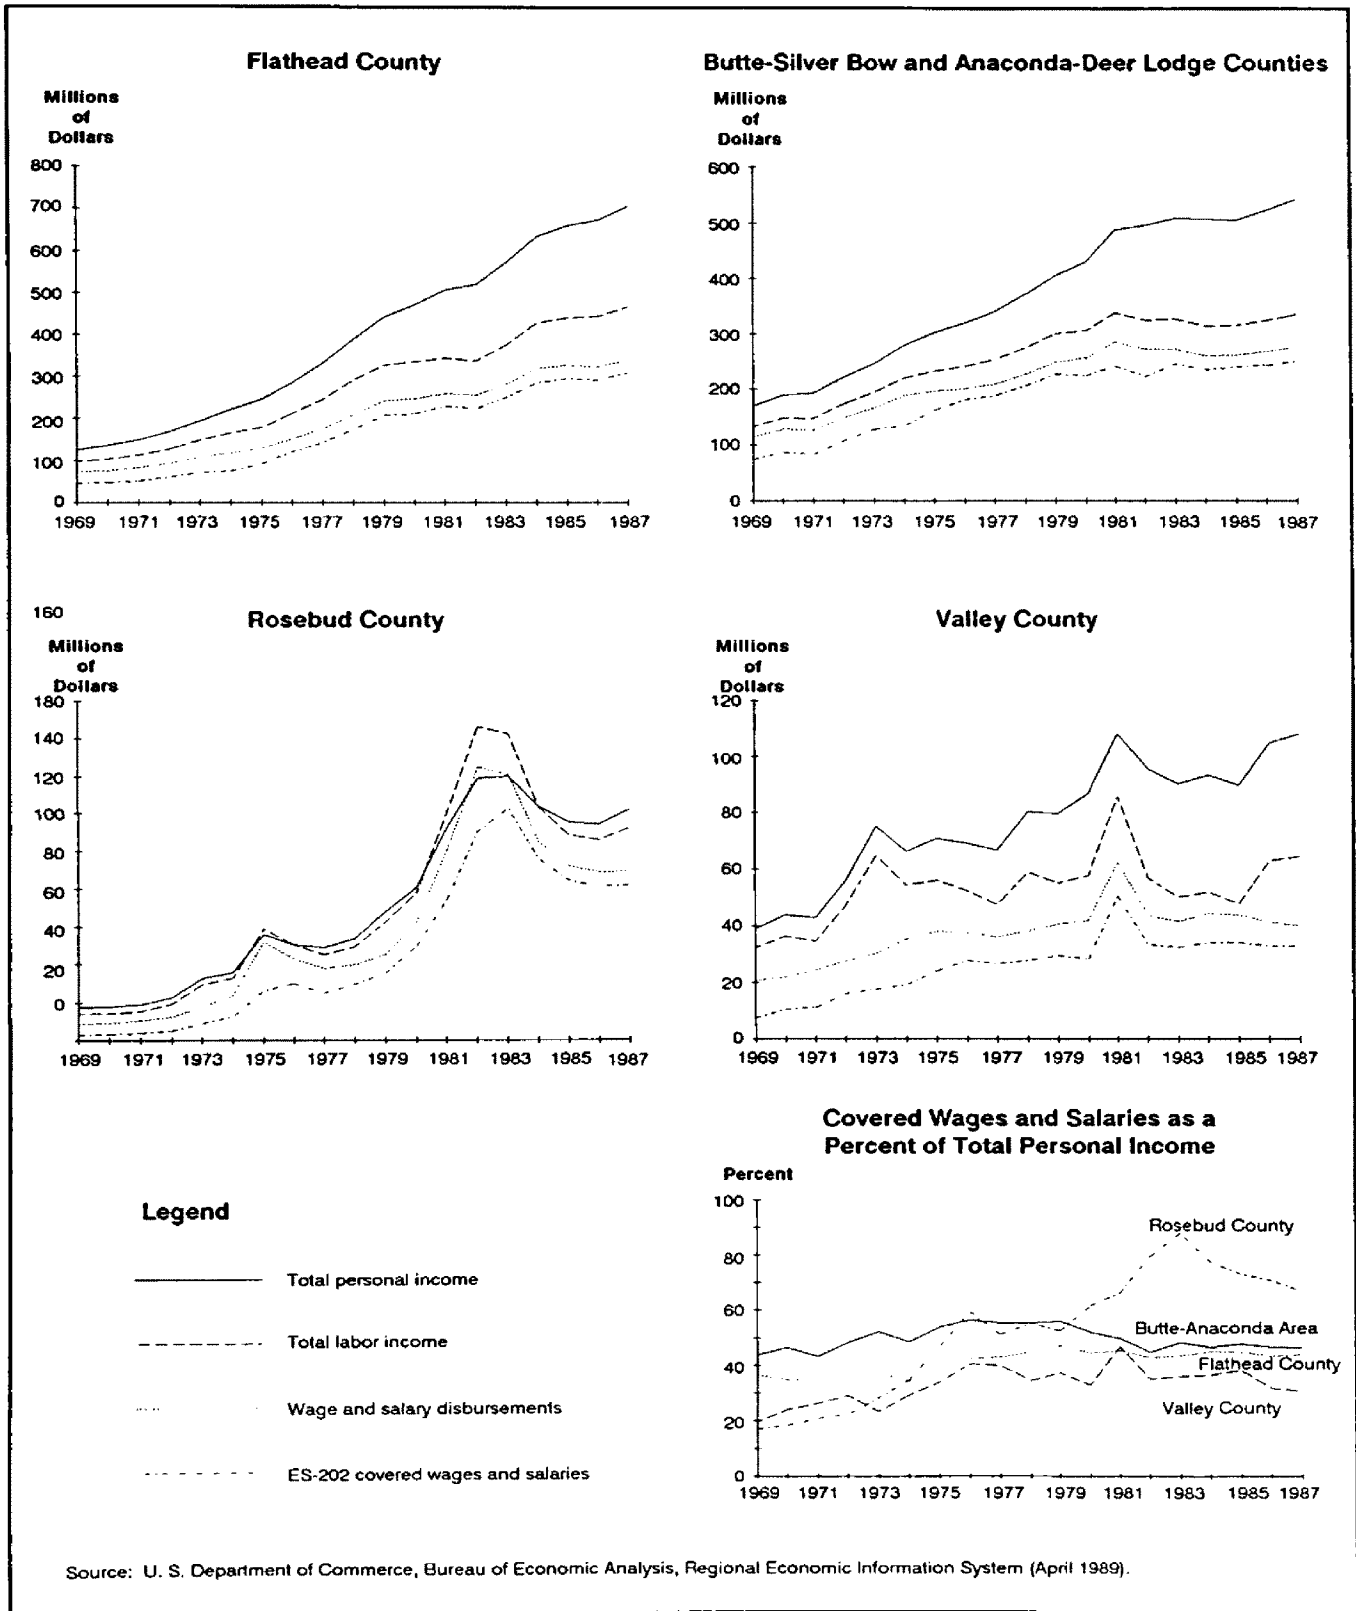 Flathead County
Millions
of
Dollars
800
700
600
500
400
300
200
100
0
1969 1971 1973 1975 1977 1979 1981 1983 1985 1987
Butte-Silver Bow and Anaconda-Deer Lodge Counties
Millions
of
Dollars
600
500
400
300
200
100
0
1969 1971 1973 1975 1977 1979 1981 1983 1985 1987
160
Rosebud County
Millions
of
Dollars
180
140
120
100
80
60
40
20
0
1969 1971 1973 1975 1977 1979 1981 1983 1985 1987
Valley County
Millions
of
Dollars
120
100
80
60
40
20
0
1969 1971 1973 1975 1977 1979 1981 1983 1985 1987
Legend
Total personal income
Total labor income
Wage and salary disbursements
ES-202 covered wages and salaries
Covered Wages and Salaries as a
Percent of Total Personal Income
Percent
100
80
60
40
20
0
Rosebud County
Butte-Anaconda Area
Flathead County
Valley County
1969 1971 1973 1975 1977 1979 1981 1983 1985 1987
Source: U. S. Department of Commerce, Bureau of Economic Analysis, Regional Economic Information System (April 1989).